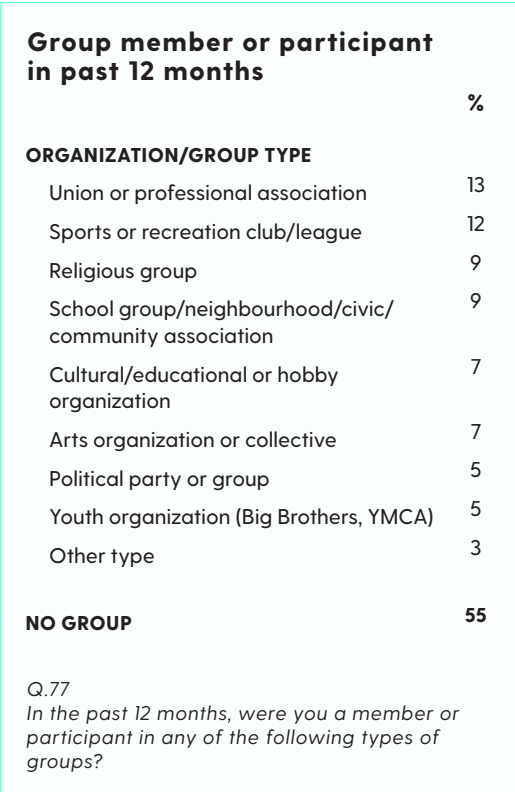 Group member or participant
in past 12 months
%
ORGANIZATION/GROUP TYPE
Union or professional association 13
Sports or recreation club/league 12
Religious group 9
School group/neighbourhood/civic/ 9
community association
Cultural/educational or hobby 7
organization
Arts organization or collective 7
Political party or group 5
Youth organization (Big Brothers, YMCA) 5
Other type 3
NO GROUP 55
Q.77
In the past 12 months, were you a member or
participant in any of the following types of
groups?